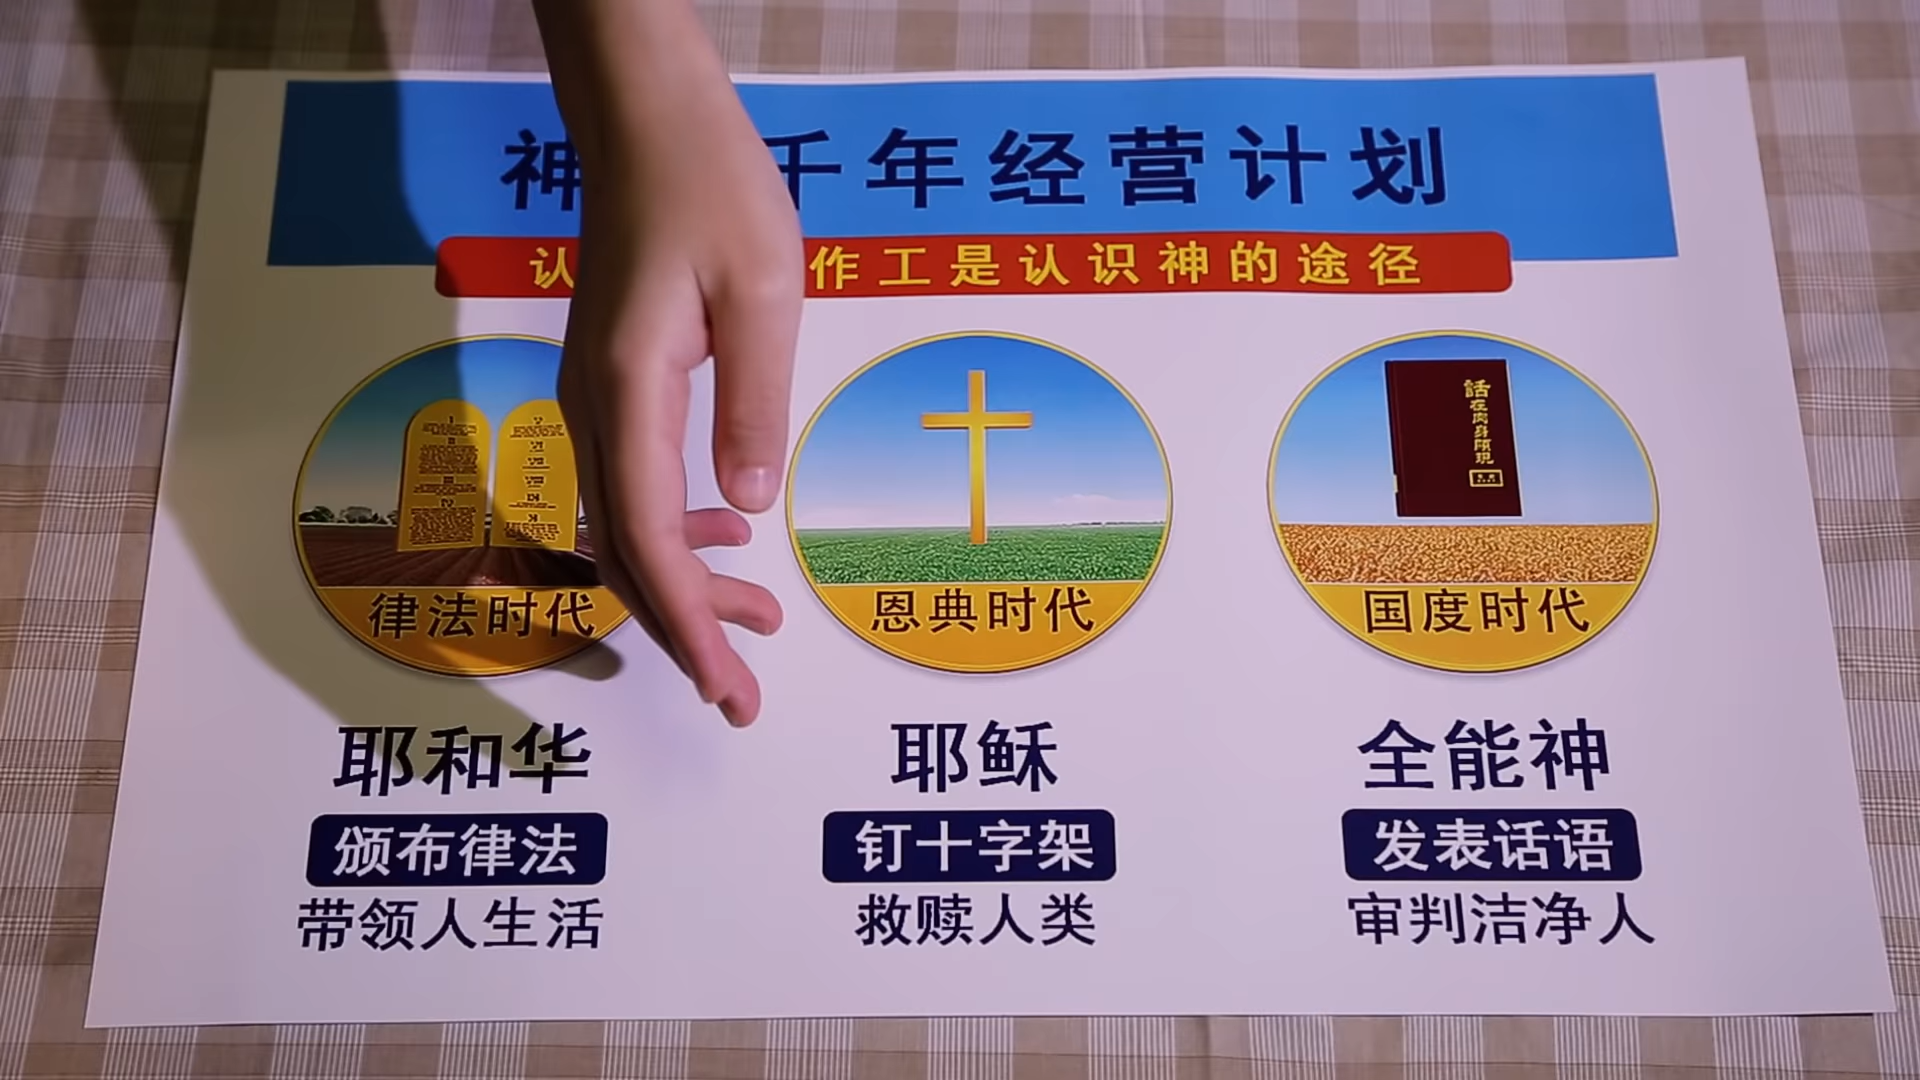 神 千年经营计划
认 作工是认识神的途径
律法时代
恩典时代
話在肉身顯現
国度时代
耶和华
耶稣
全能神
颁布律法
钉十字架
发表话语
带领人生活
救赎人类
审判洁净人